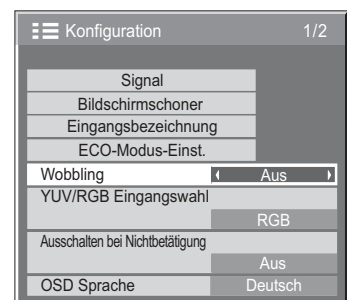 Konfiguration 1/2
Signal
Bildschirmschoner
Eingangsbezeichnung
ECO-Modus-Einst.
Wobbling Aus
YUV/RGB Eingangswahl
RGB
Ausschalten bei Nichtbetätigung
Aus
OSD Sprache Deutsch